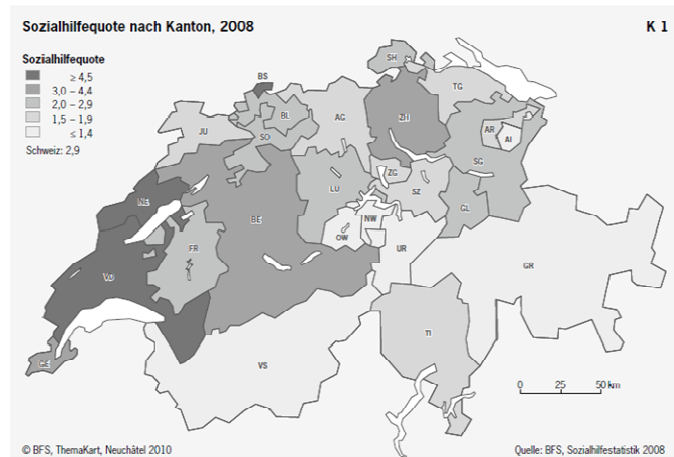 Sozialhilfequote nach Kanton, 2008
K 1
Sozialhilfequote
≥ 4,5
3,0 – 4,4
2,0 – 2,9
1,5 – 1,9
≤ 1,4
Schweiz: 2,9
SH
BS
TG
BL
AG
ZH
JU
SO
AR
AI
SG
ZG
LU
SZ
NE
BE
GL
NW
OW
FR
UR
GR
VD
TI
GE
VS
0 25 50 km
© BFS, ThemaKart, Neuchâtel 2010
Quelle: BFS, Sozialhilfestatistik 2008